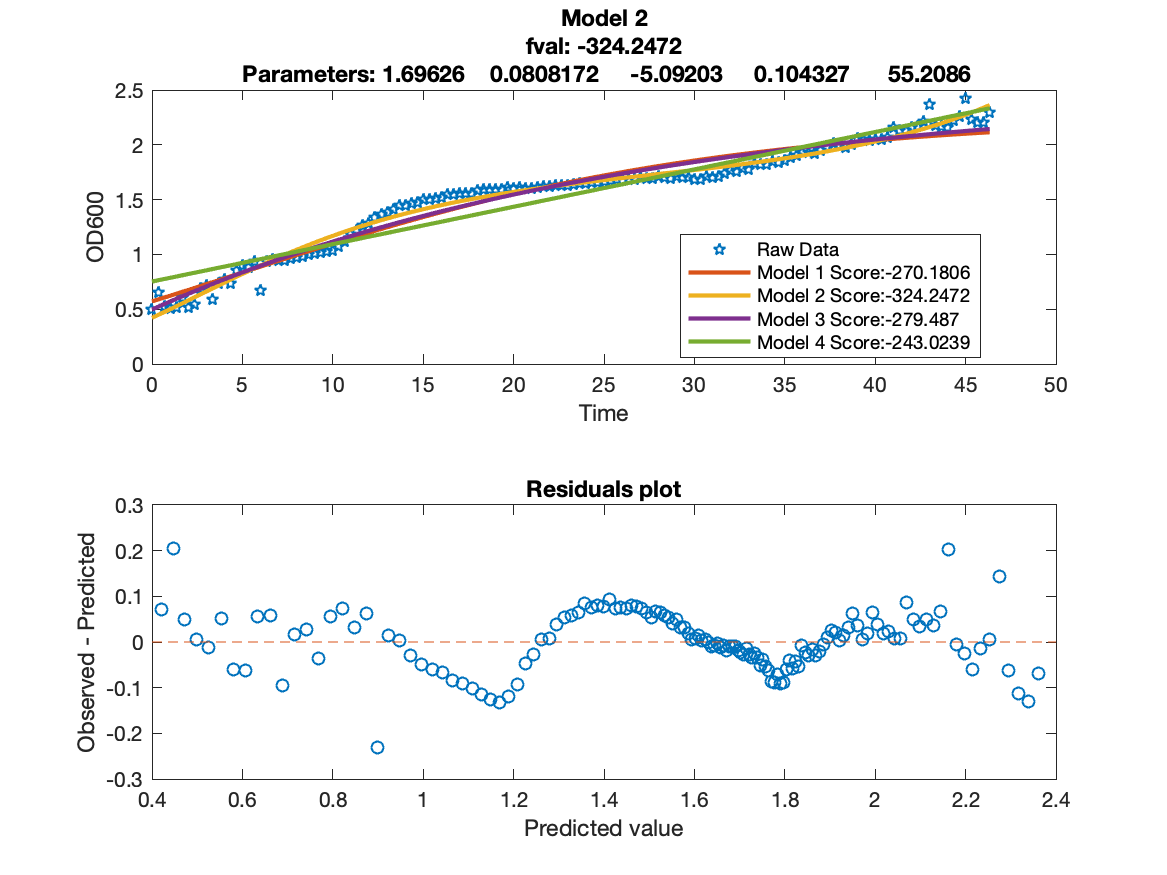 Model 2
fval: -324.2472
Parameters: 1.69626 0.0808172 -5.09203 0.104327 55.2086
2.5
2
1.5
1
0.5
0
OD600
Raw Data
Model 1 Score:-270.1806
Model 2 Score:-324.2472
Model 3 Score:-279.487
Model 4 Score:-243.0239
0 5 10 15 20 25 30 35 40 45 50
Time
Residuals plot
0.3
0.2
0.1
0
-0.1
-0.2
-0.3
Observed - Predicted
0.4 0.6 0.8 1 1.2 1.4 1.6 1.8 2 2.2 2.4
Predicted value